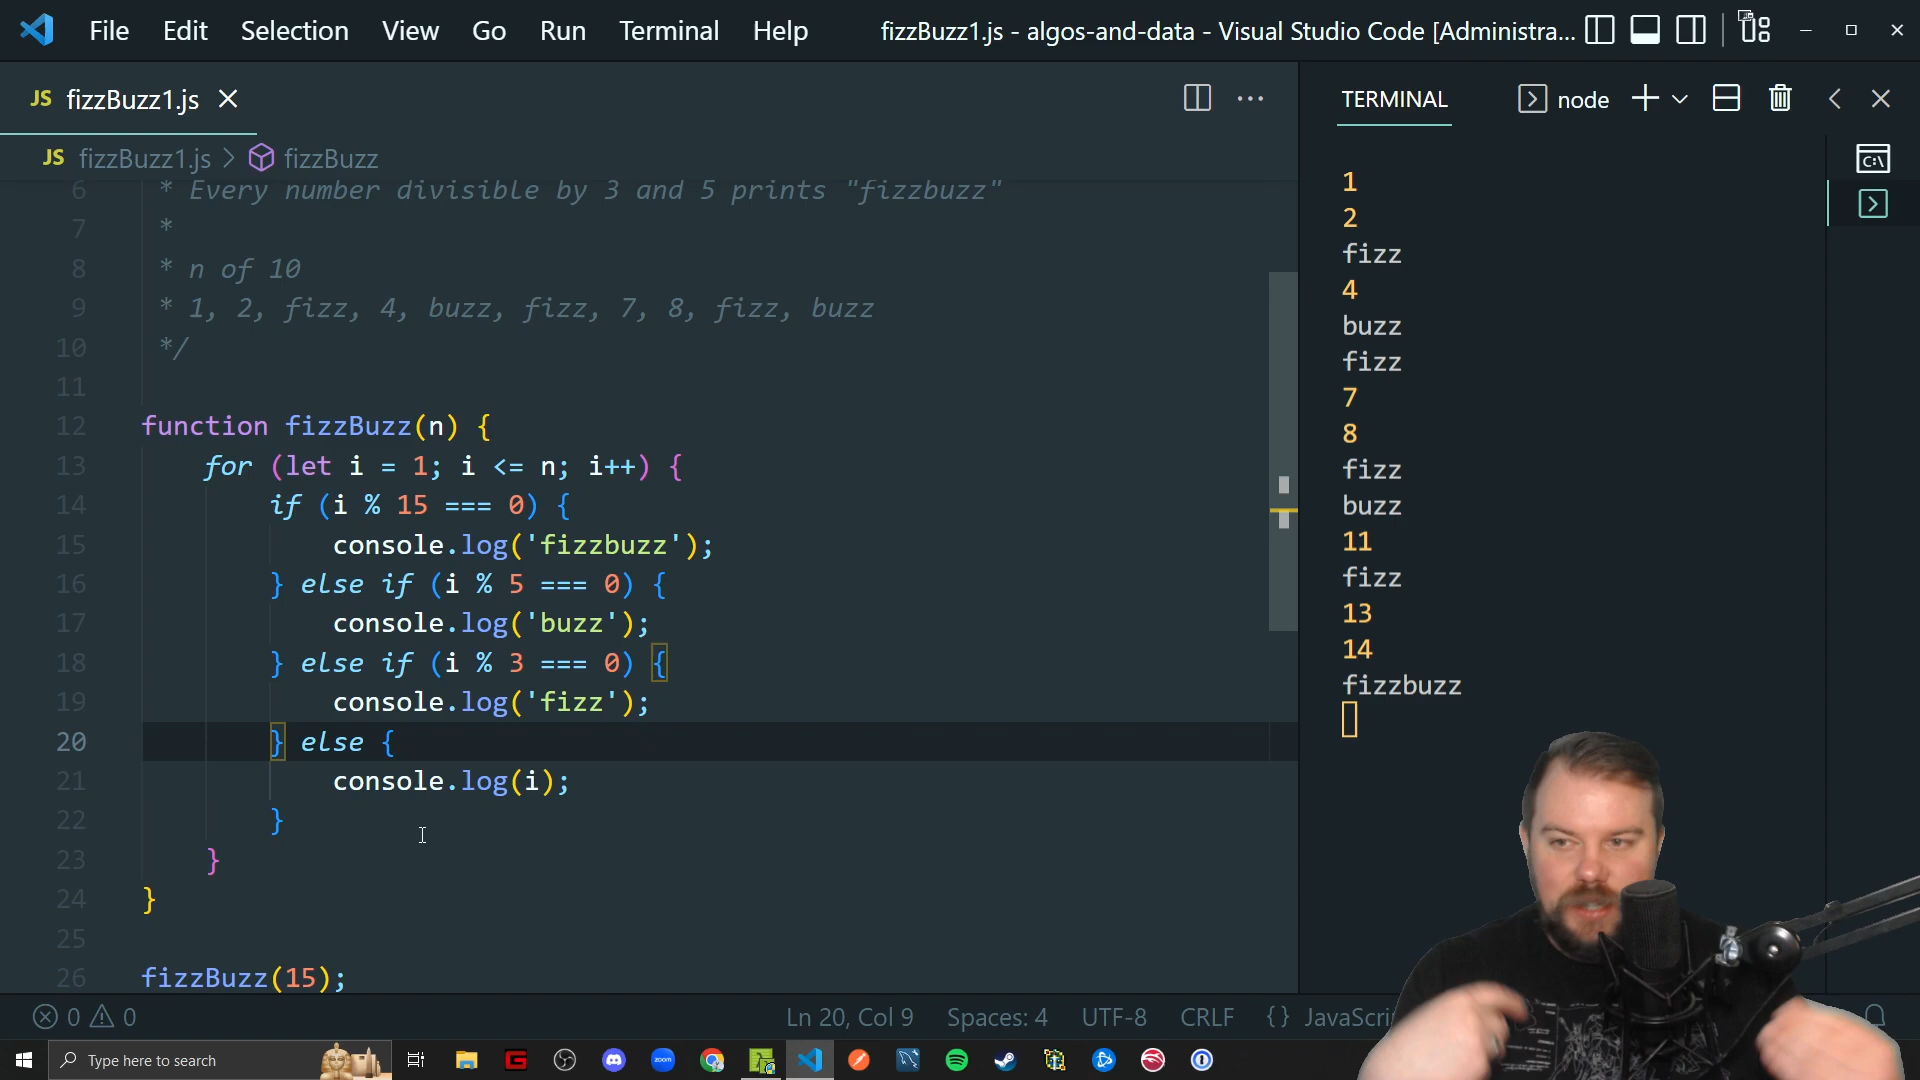 File Edit Selection View Go Run Terminal Help fizzBuzz1.js - algos-and-data - Visual Studio Code [Administra...
JS fizzBuzz1.js
JS fizzBuzz1.js > fizzBuzz
6 * Every number divisible by 3 and 5 prints "fizzbuzz"
7 *
8 * n of 10
9 * 1, 2, fizz, 4, buzz, fizz, 7, 8, fizz, buzz
10 */
11
12 function fizzBuzz(n) {
13 for (let i = 1; i <= n; i++) {
14 if (i % 15 === 0) {
15 console.log('fizzbuzz');
16 } else if (i % 5 === 0) {
17 console.log('buzz');
18 } else if (i % 3 === 0) {
19 console.log('fizz');
20 } else {
21 console.log(i);
22 }
23 }
24 }
25
26 fizzBuzz(15);
TERMINAL node
1
2
fizz
4
buzz
fizz
7
8
fizz
buzz
11
fizz
13
14
fizzbuzz
0 0 Ln 20, Col 9 Spaces: 4 UTF-8 CRLF {} JavaScri
Type here to search zoom